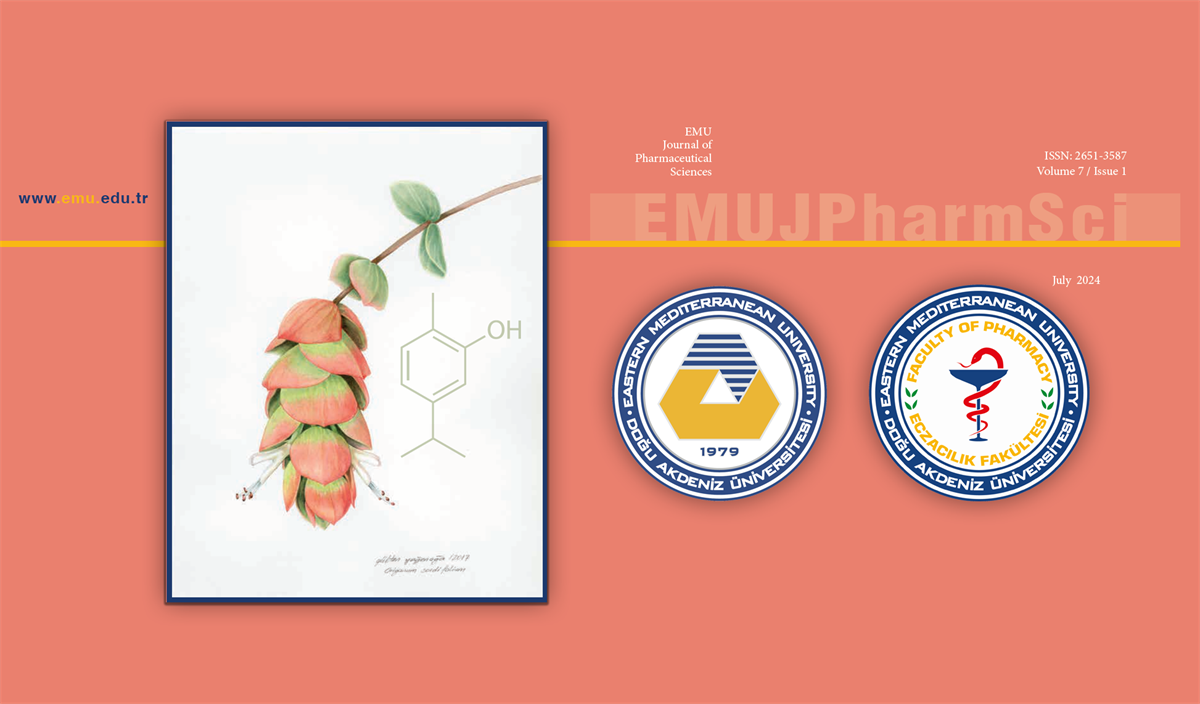 www.emu.edu.tr
EMU
Journal of
Pharmaceutical
Sciences
ISSN: 2651-3587
Volume 7 / Issue 1
EMUJPharmSci
July 2024
OH
EASTERN MEDITERRANEAN UNIVERSITY
1979
DOĞU AKDENİZ ÜNİVERSİTESİ
EASTERN MEDITERRANEAN UNIVERSITY
FACULTY OF PHARMACY
ECZACILIK FAKÜLTESİ
DOĞU AKDENİZ ÜNİVERSİTESİ